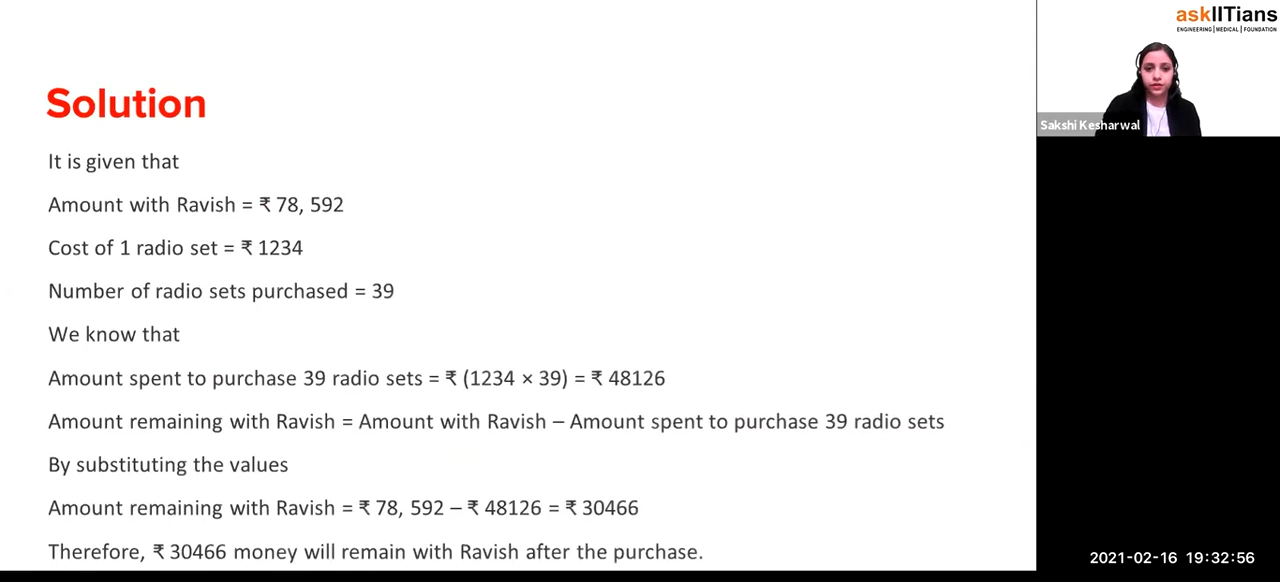 askIITians
ENGINEERING | MEDICAL | FOUNDATION
Sakshi Kesharwal
Solution
It is given that
Amount with Ravish = ₹ 78, 592
Cost of 1 radio set = ₹ 1234
Number of radio sets purchased = 39
We know that
Amount spent to purchase 39 radio sets = ₹ (1234 × 39) = ₹ 48126
Amount remaining with Ravish = Amount with Ravish – Amount spent to purchase 39 radio sets
By substituting the values
Amount remaining with Ravish = ₹ 78, 592 – ₹ 48126 = ₹ 30466
Therefore, ₹ 30466 money will remain with Ravish after the purchase.
2021-02-16 19:32:56